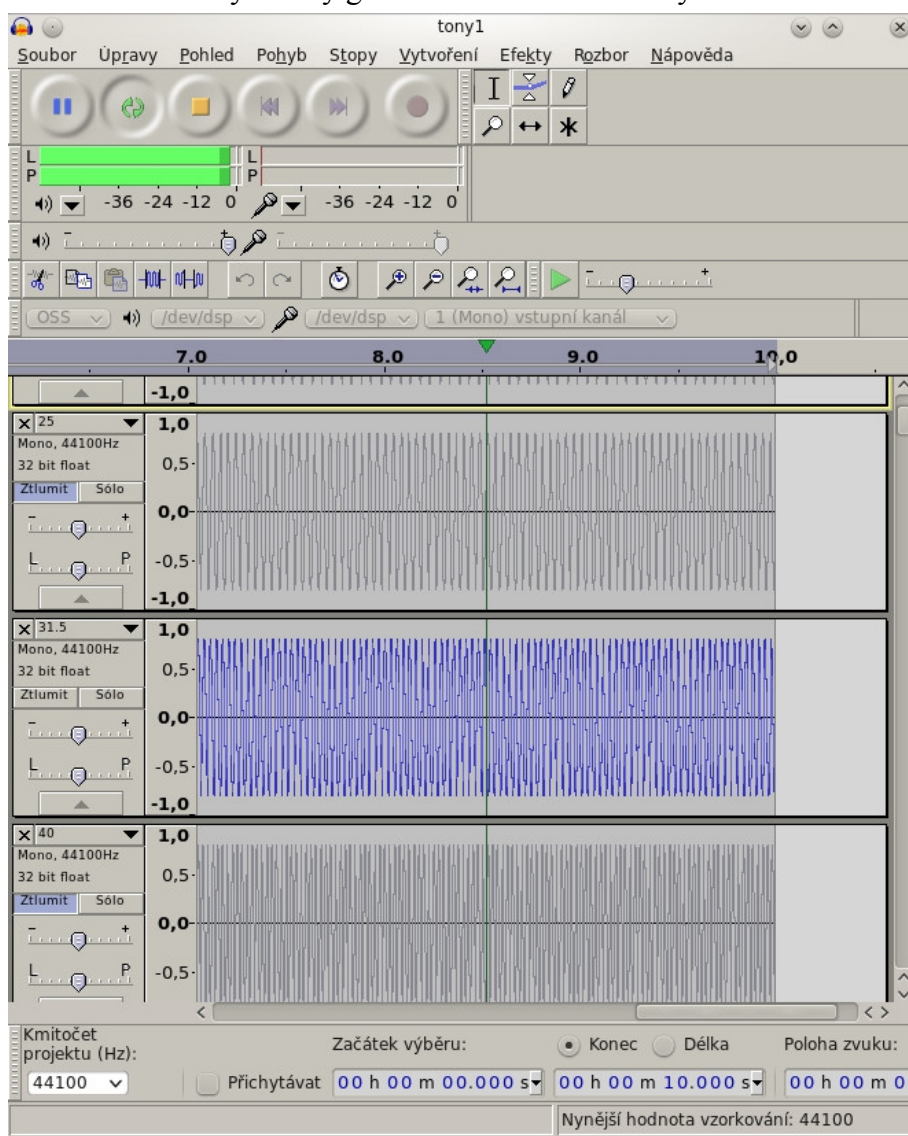 tony1
Soubor Úpravy Pohled Pohyb Stopy Vytvoření Efekty Rozbor Nápověda
L L
P P
-36 -24 -12 0 -36 -24 -12 0
- + -
OSS /dev/dsp /dev/dsp 1 (Mono) vstupní kanál
7.0 8.0 9.0 10,0
-1,0
25 1,0
Mono, 44100Hz
32 bit float 0,5
Ztlumit Sólo
- + 0,0
L P -0,5
-1,0
31.5 1,0
Mono, 44100Hz
32 bit float 0,5
Ztlumit Sólo
- + 0,0
L P -0,5
-1,0
40 1,0
Mono, 44100Hz
32 bit float 0,5
Ztlumit Sólo
- + 0,0
L P -0,5
Kmitočet
projektu (Hz): Začátek výběru: Konec Délka Poloha zvuku:
44100 Přichytávat 00 h 00 m 00.000 s 00 h 00 m 10.000 s 00 h 00 m 0
Nynější hodnota vzorkování: 44100